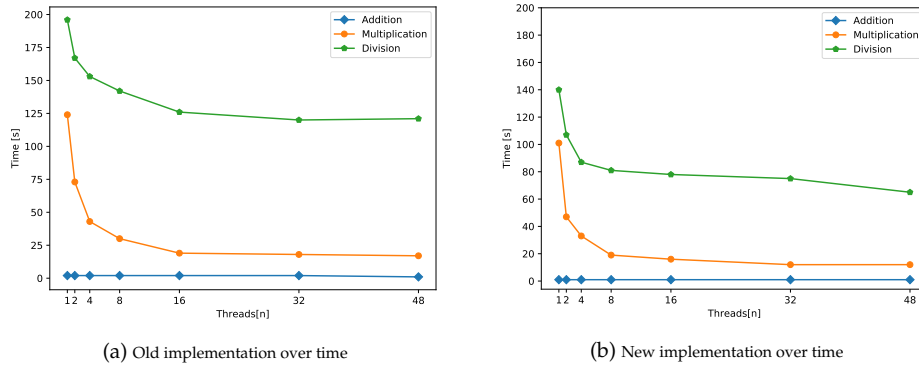 200
175
150
125
100
75
50
25
0
Time [s]
1 2 4 8 16 32 48
Threads[n]
Addition
Multiplication
Division
(a) Old implementation over time
200
180
160
140
120
100
80
60
40
20
0
Time [s]
1 2 4 8 16 32 48
Threads[n]
Addition
Multiplication
Division
(b) New implementation over time